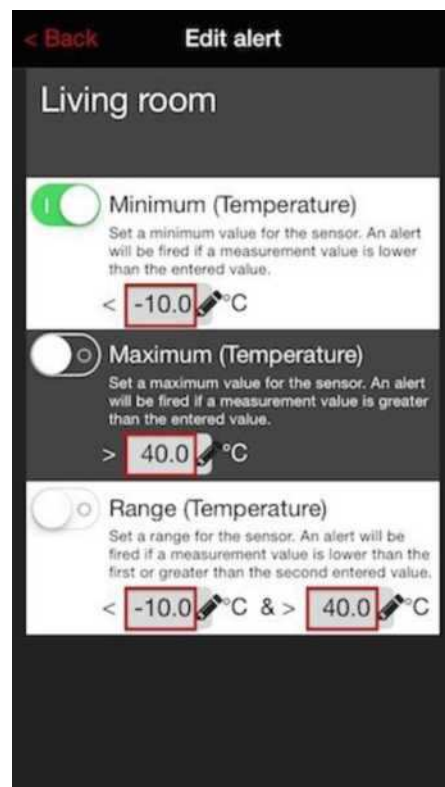 < Back Edit alert
Living room
Minimum (Temperature)
Set a minimum value for the sensor. An alert
will be fired if a measurement value is lower
than the entered value.
< -10.0 °C
Maximum (Temperature)
Set a maximum value for the sensor. An alert
will be fired if a measurement value is greater
than the entered value.
> 40.0 °C
Range (Temperature)
Set a range for the sensor. An alert will be
fired if a measurement value is lower than the
first or greater than the second entered value.
< -10.0 °C & > 40.0 °C